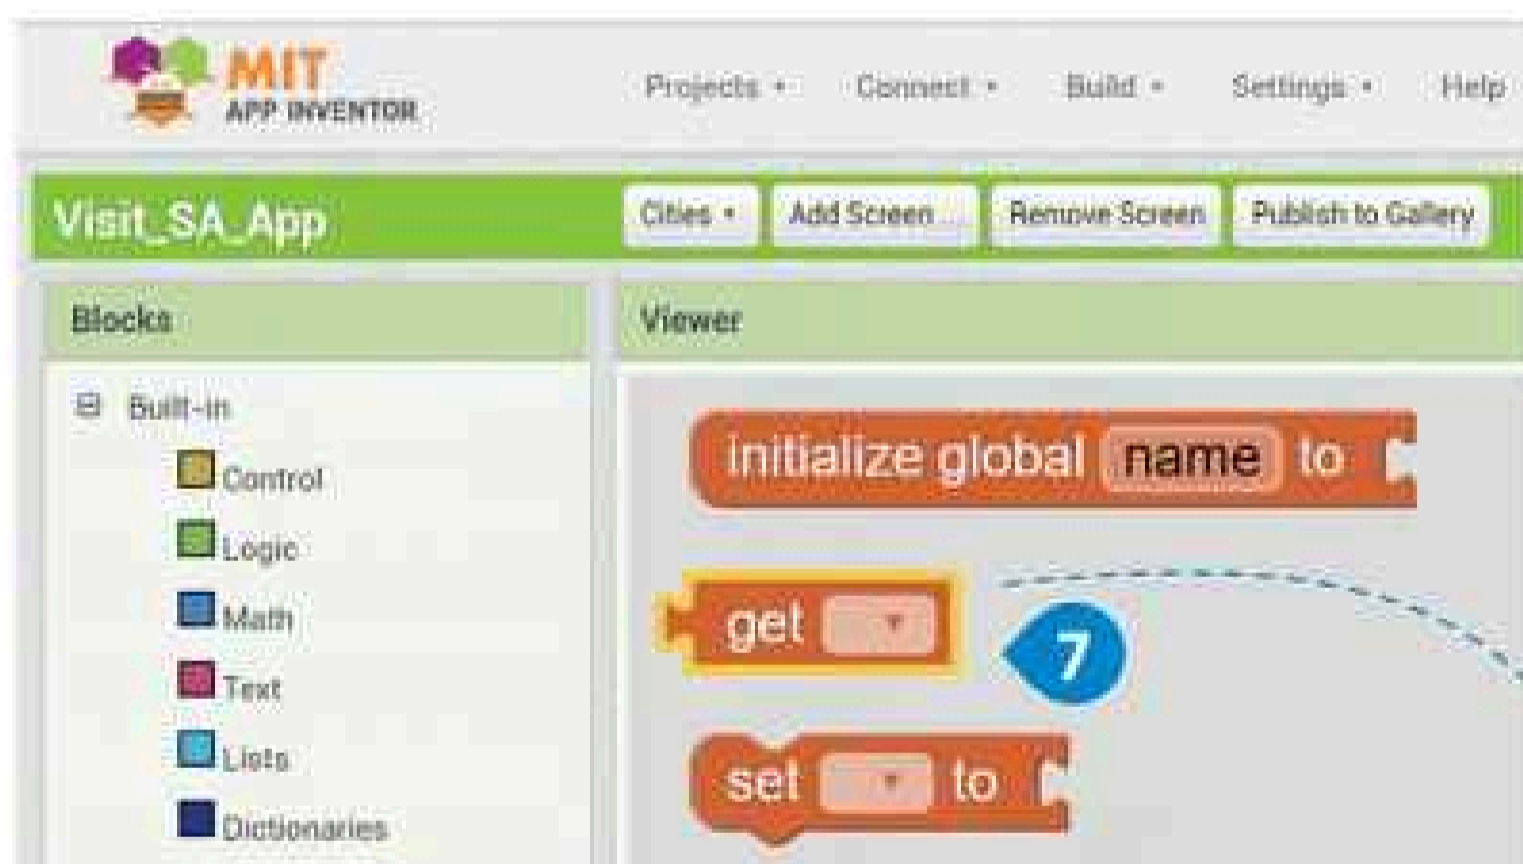 MIT
APP INVENTOR
Projects Connect Build Settings Help
Visit_SA_App Cities Add Screen ... Remove Screen Publish to Gallery
Blocks Viewer
Built-in
Control
Logic
Math
Text
Lists
Dictionaries
initialize global name to
get
7
set to